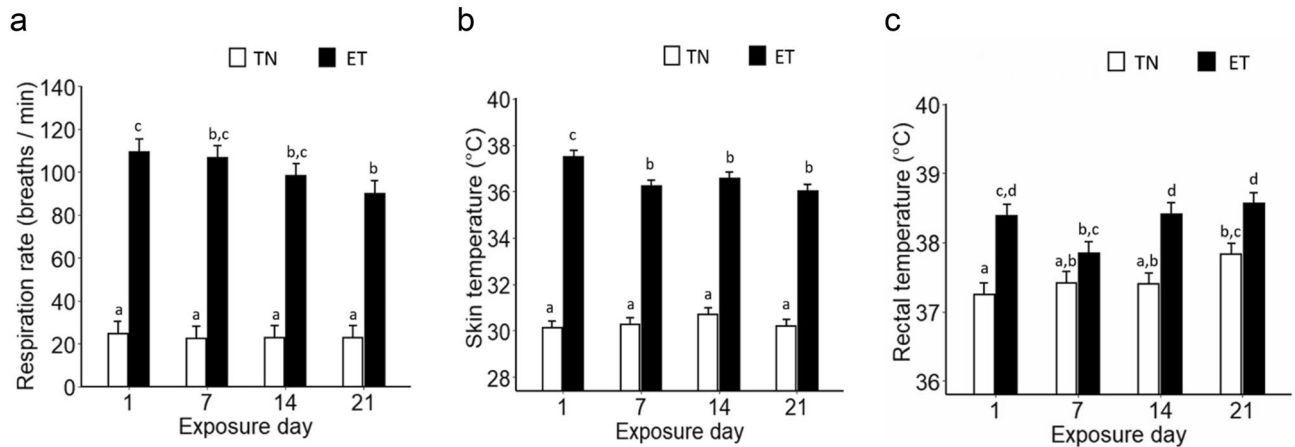 a
TN ET
Respiration rate (breaths / min)
140
120
100
80
60
40
20
0
c
b,c
b,c
b
a
a
a
a
1 7 14 21
Exposure day
b
TN ET
Skin temperature (°C)
40
38
36
34
32
30
28
c
b
b
b
a
a
a
a
1 7 14 21
Exposure day
c
TN ET
Rectal temperature (°C)
40
39
38
37
36
a
c,d
a,b
b,c
a,b
d
b,c
d
1 7 14 21
Exposure day